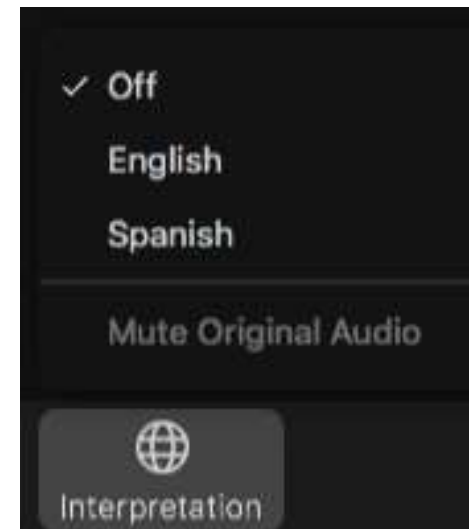 ✓ Off
English
Spanish
Mute Original Audio
Interpretation